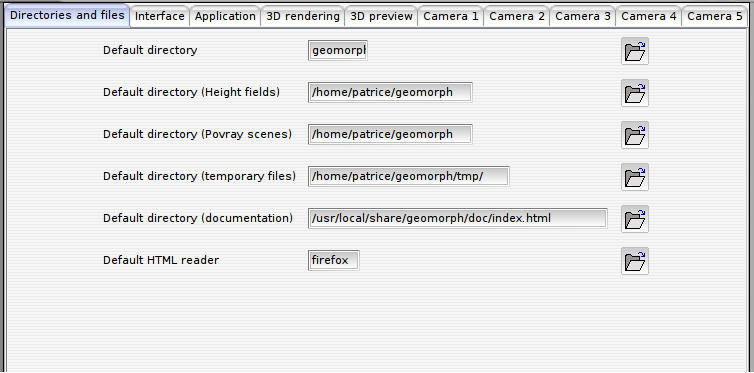 Directories and files Interface Application 3D rendering 3D preview Camera 1 Camera 2 Camera 3 Camera 4 Camera 5
Default directory geomorph
Default directory (Height fields) /home/patrice/geomorph
Default directory (Povray scenes) /home/patrice/geomorph
Default directory (temporary files) /home/patrice/geomorph/tmp/
Default directory (documentation) /usr/local/share/geomorph/doc/index.html
Default HTML reader firefox